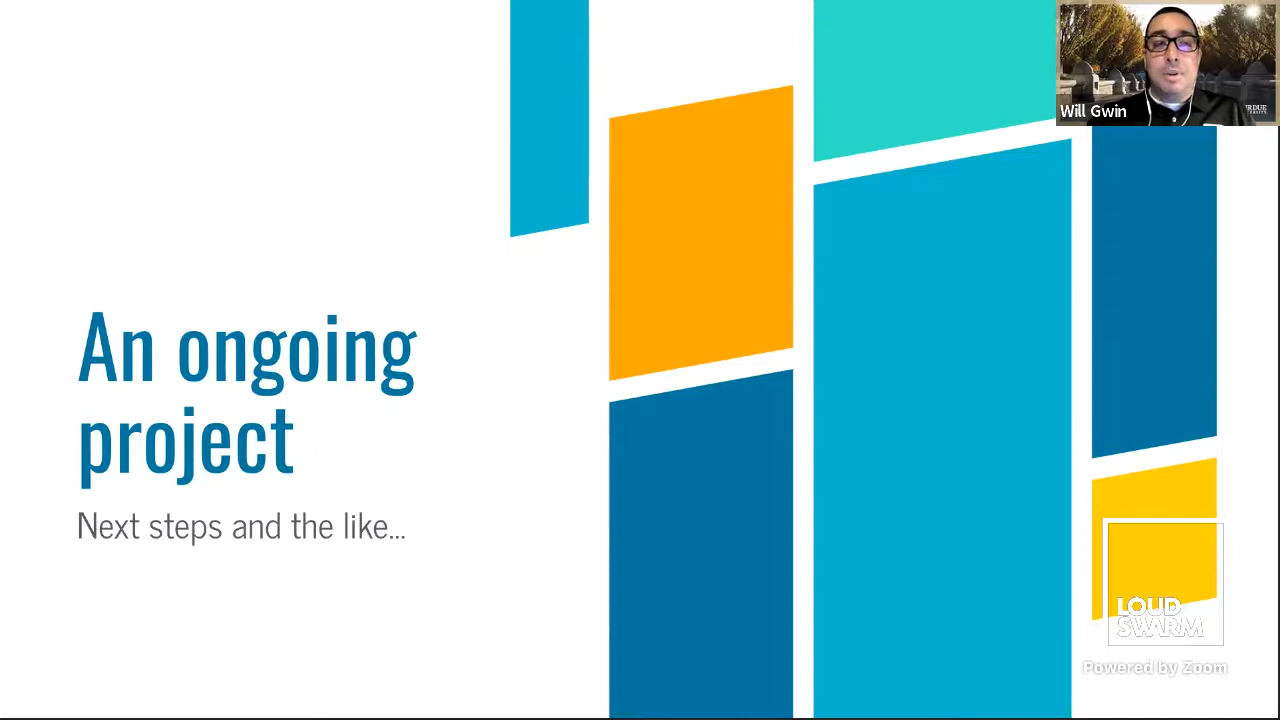 An ongoing
project
Next steps and the like...
Will Gwin
LOUD
SWARM
Powered by Zoom